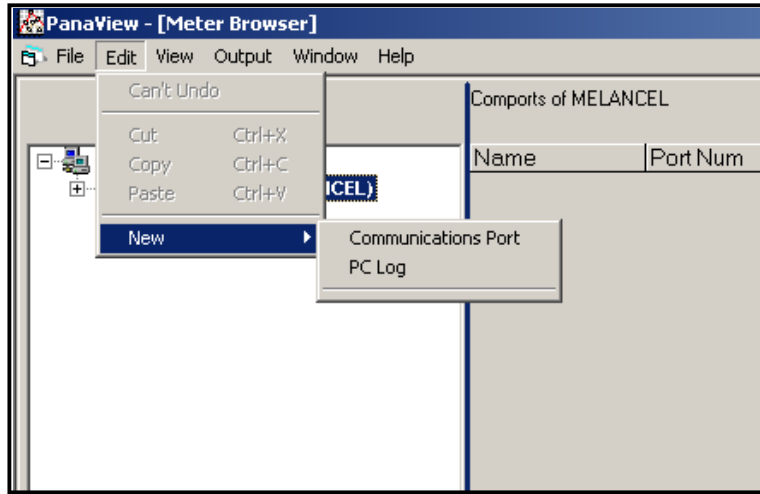 PanaView - [Meter Browser]
File Edit View Output Window Help
Can't Undo
Cut Ctrl+X
Copy Ctrl+C
Paste Ctrl+V
New
Communications Port
PC Log
Comports of MELANCEL
Name Port Num